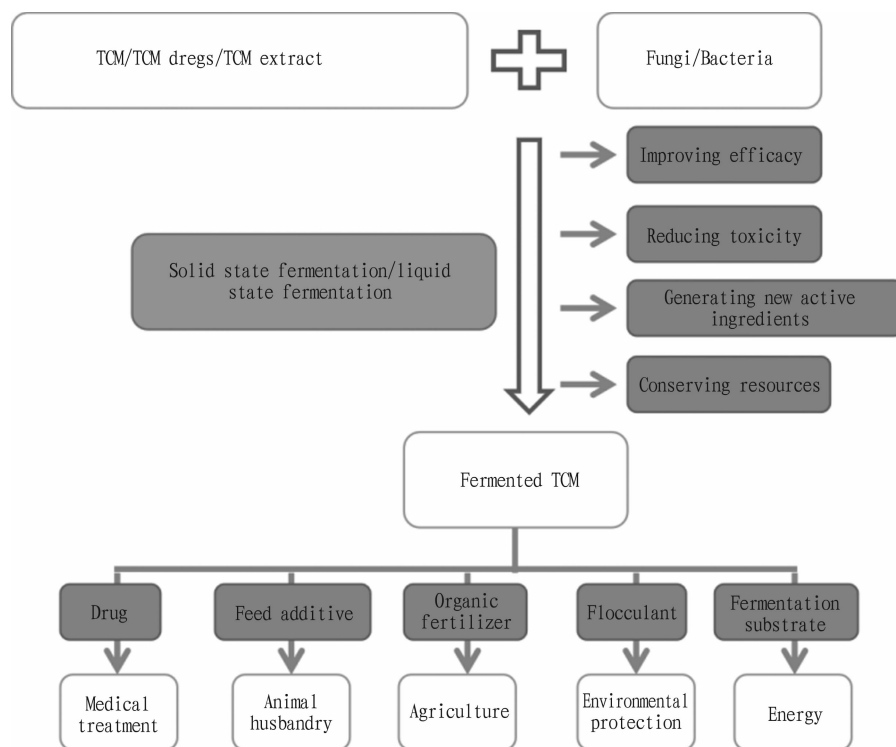 TCM/TCM dregs/TCM extract
Fungi/Bacteria
Improving efficacy
Reducing toxicity
Solid state fermentation/liquid
state fermentation
Generating new active
ingredients
Conserving resources
Fermented TCM
Drug
Feed additive
Organic
fertilizer
Flocculant
Fermentation
substrate
Medical
treatment
Animal
husbandry
Agriculture
Environmental
protection
Energy